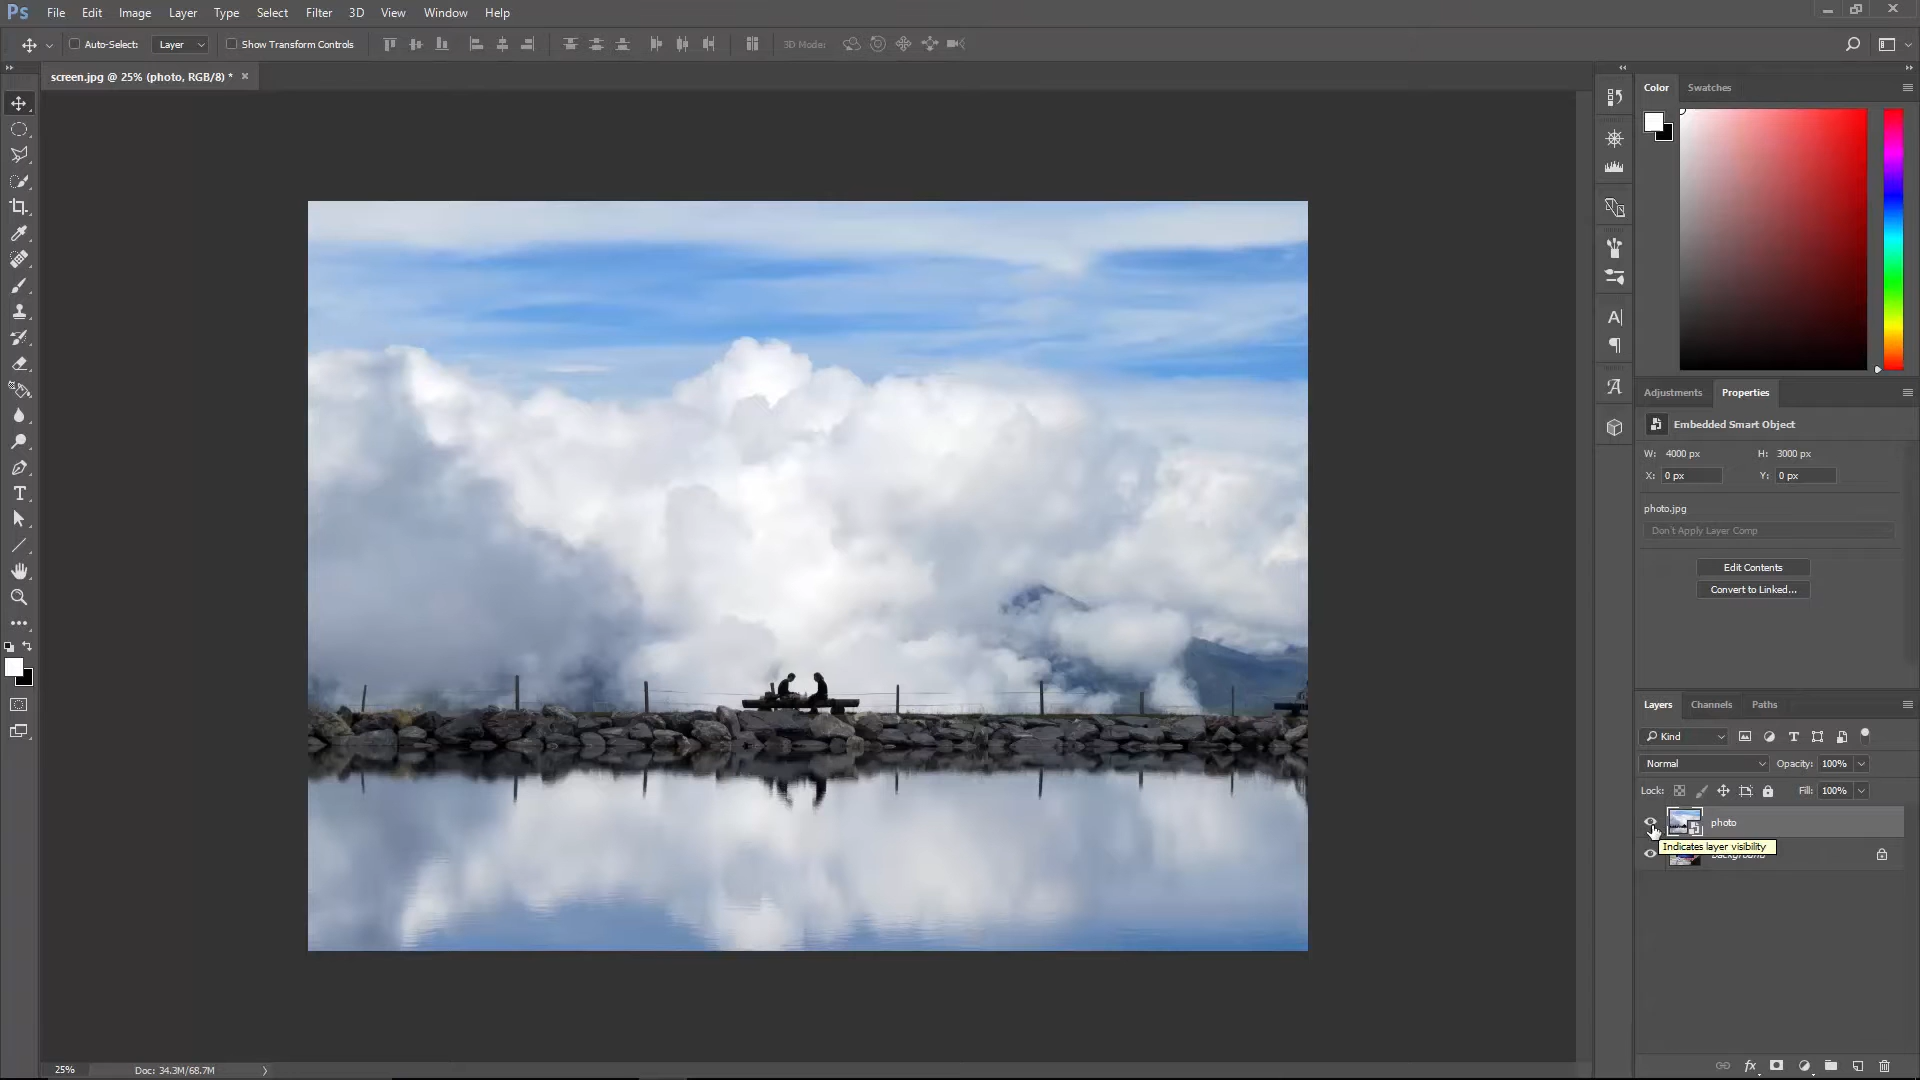 Ps File Edit Image Layer Type Select Filter 3D View Window Help
Auto-Select: Layer Show Transform Controls 3D Mode:
screen.jpg @ 25% (photo, RGB/8) * ×
Color Swatches
Adjustments Properties
Embedded Smart Object
W: 4000 px H: 3000 px
X: 0 px Y: 0 px
photo.jpg
Don't Apply Layer Comp
Edit Contents
Convert to Linked...
Layers Channels Paths
Kind
Normal Opacity: 100%
Lock: Fill: 100%
photo
Indicates layer visibility
25% Doc: 34.3M/68.7M